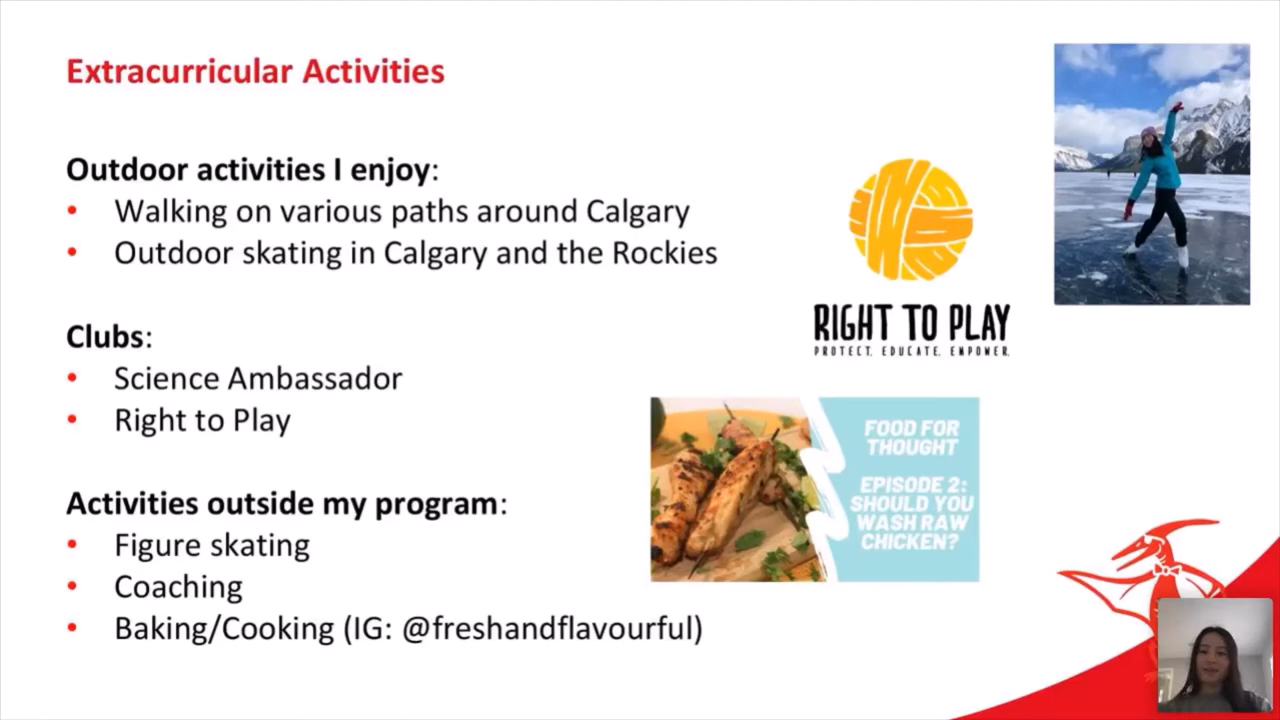 Extracurricular Activities
Outdoor activities I enjoy:
• Walking on various paths around Calgary
• Outdoor skating in Calgary and the Rockies
Clubs:
• Science Ambassador
• Right to Play
Activities outside my program:
• Figure skating
• Coaching
• Baking/Cooking (IG: @freshandflavourful)
RIGHT TO PLAY
PROTECT. EDUCATE. EMPOWER.
FOOD FOR
THOUGHT
EPISODE 2:
SHOULD YOU
WASH RAW
CHICKEN?